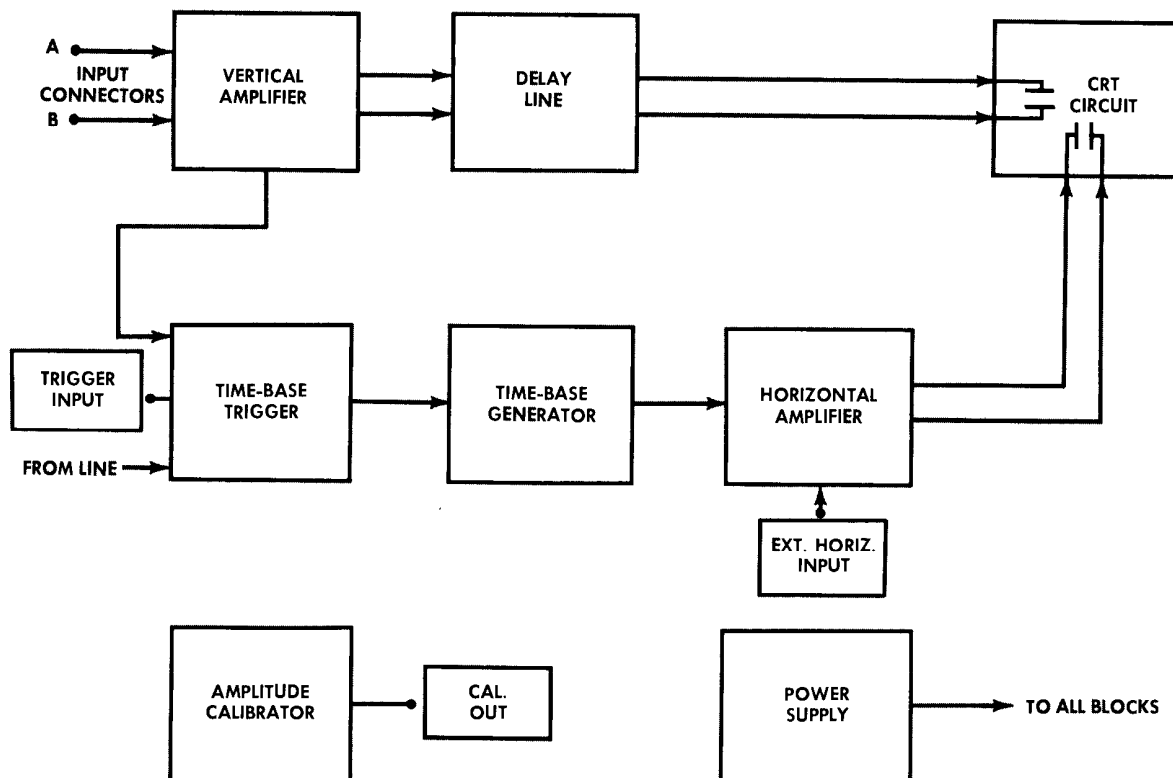 A
INPUT
CONNECTORS
B
VERTICAL
AMPLIFIER
DELAY
LINE
CRT
CIRCUIT
TRIGGER
INPUT
FROM LINE
TIME-BASE
TRIGGER
TIME-BASE
GENERATOR
HORIZONTAL
AMPLIFIER
EXT. HORIZ.
INPUT
AMPLITUDE
CALIBRATOR
CAL.
OUT
POWER
SUPPLY
TO ALL BLOCKS